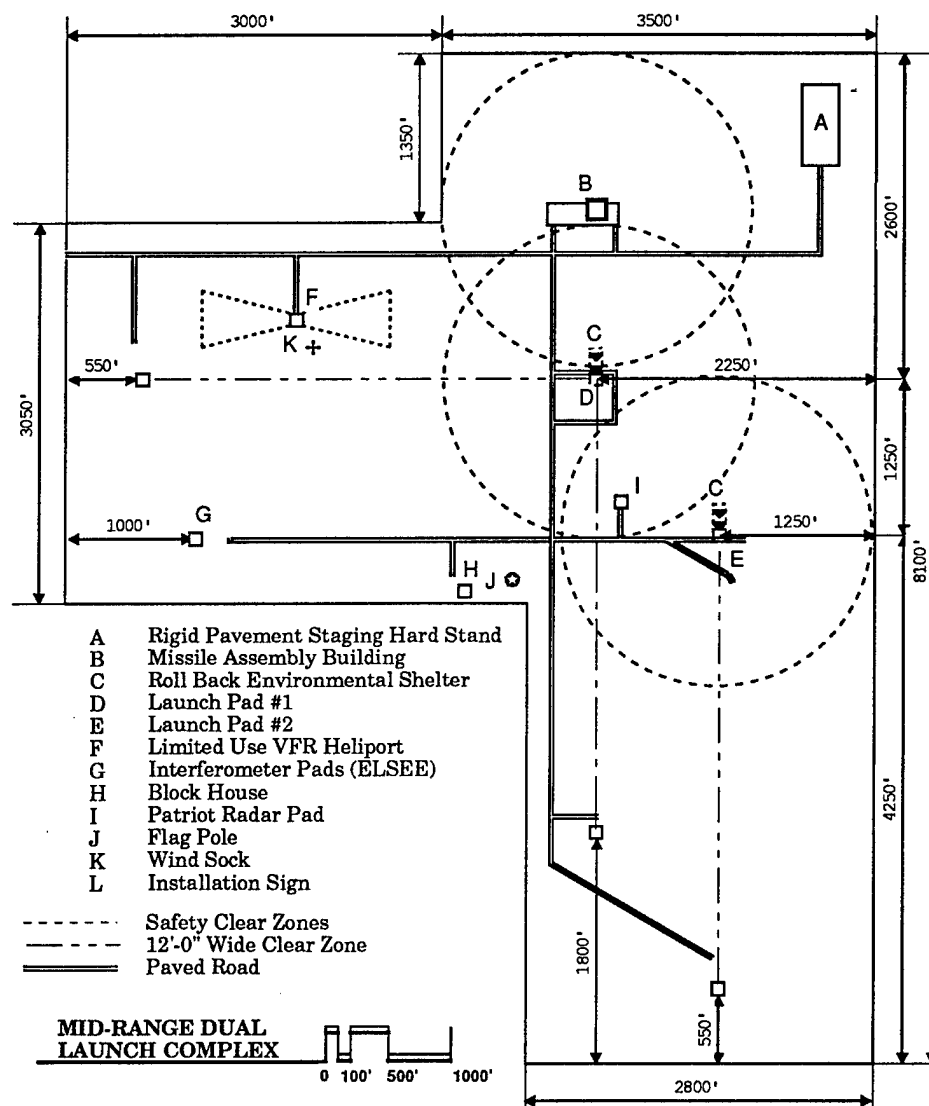 3000' 3500'
1350'
A
B
2600'
F
K
C
550'
2250'
D
3050'
1250'
I
C
1000'
G
1250'
E
8100'
H
J
A Rigid Pavement Staging Hard Stand
B Missile Assembly Building
C Roll Back Environmental Shelter
D Launch Pad #1
E Launch Pad #2
F Limited Use VFR Heliport
G Interferometer Pads (ELSEE)
H Block House
I Patriot Radar Pad
J Flag Pole
K Wind Sock
L Installation Sign
4250'
Safety Clear Zones
12'-0" Wide Clear Zone
Paved Road
1800'
550'
MID-RANGE DUAL
LAUNCH COMPLEX
0 100' 500' 1000'
2800'